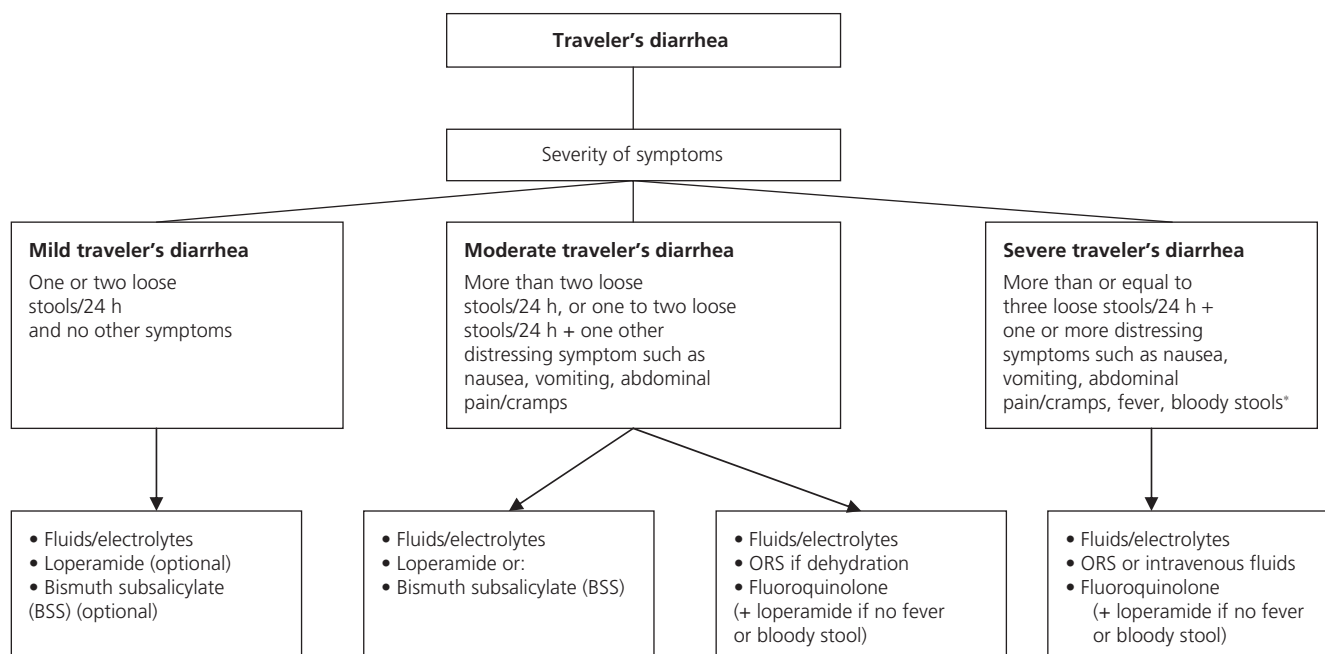 Traveler's diarrhea
Severity of symptoms
Mild traveler's diarrhea
One or two loose
stools/24 h
and no other symptoms
Moderate traveler's diarrhea
More than two loose
stools/24 h, or one to two loose
stools/24 h + one other
distressing symptom such as
nausea, vomiting, abdominal
pain/cramps
Severe traveler's diarrhea
More than or equal to
three loose stools/24 h +
one or more distressing
symptoms such as nausea,
vomiting, abdominal
pain/cramps, fever, bloody stools*
• Fluids/electrolytes
• Loperamide (optional)
• Bismuth subsalicylate
(BSS) (optional)
• Fluids/electrolytes
• Loperamide or:
• Bismuth subsalicylate (BSS)
• Fluids/electrolytes
• ORS if dehydration
• Fluoroquinolone
(+ loperamide if no fever
or bloody stool)
• Fluids/electrolytes
• ORS or intravenous fluids
• Fluoroquinolone
(+ loperamide if no fever
or bloody stool)